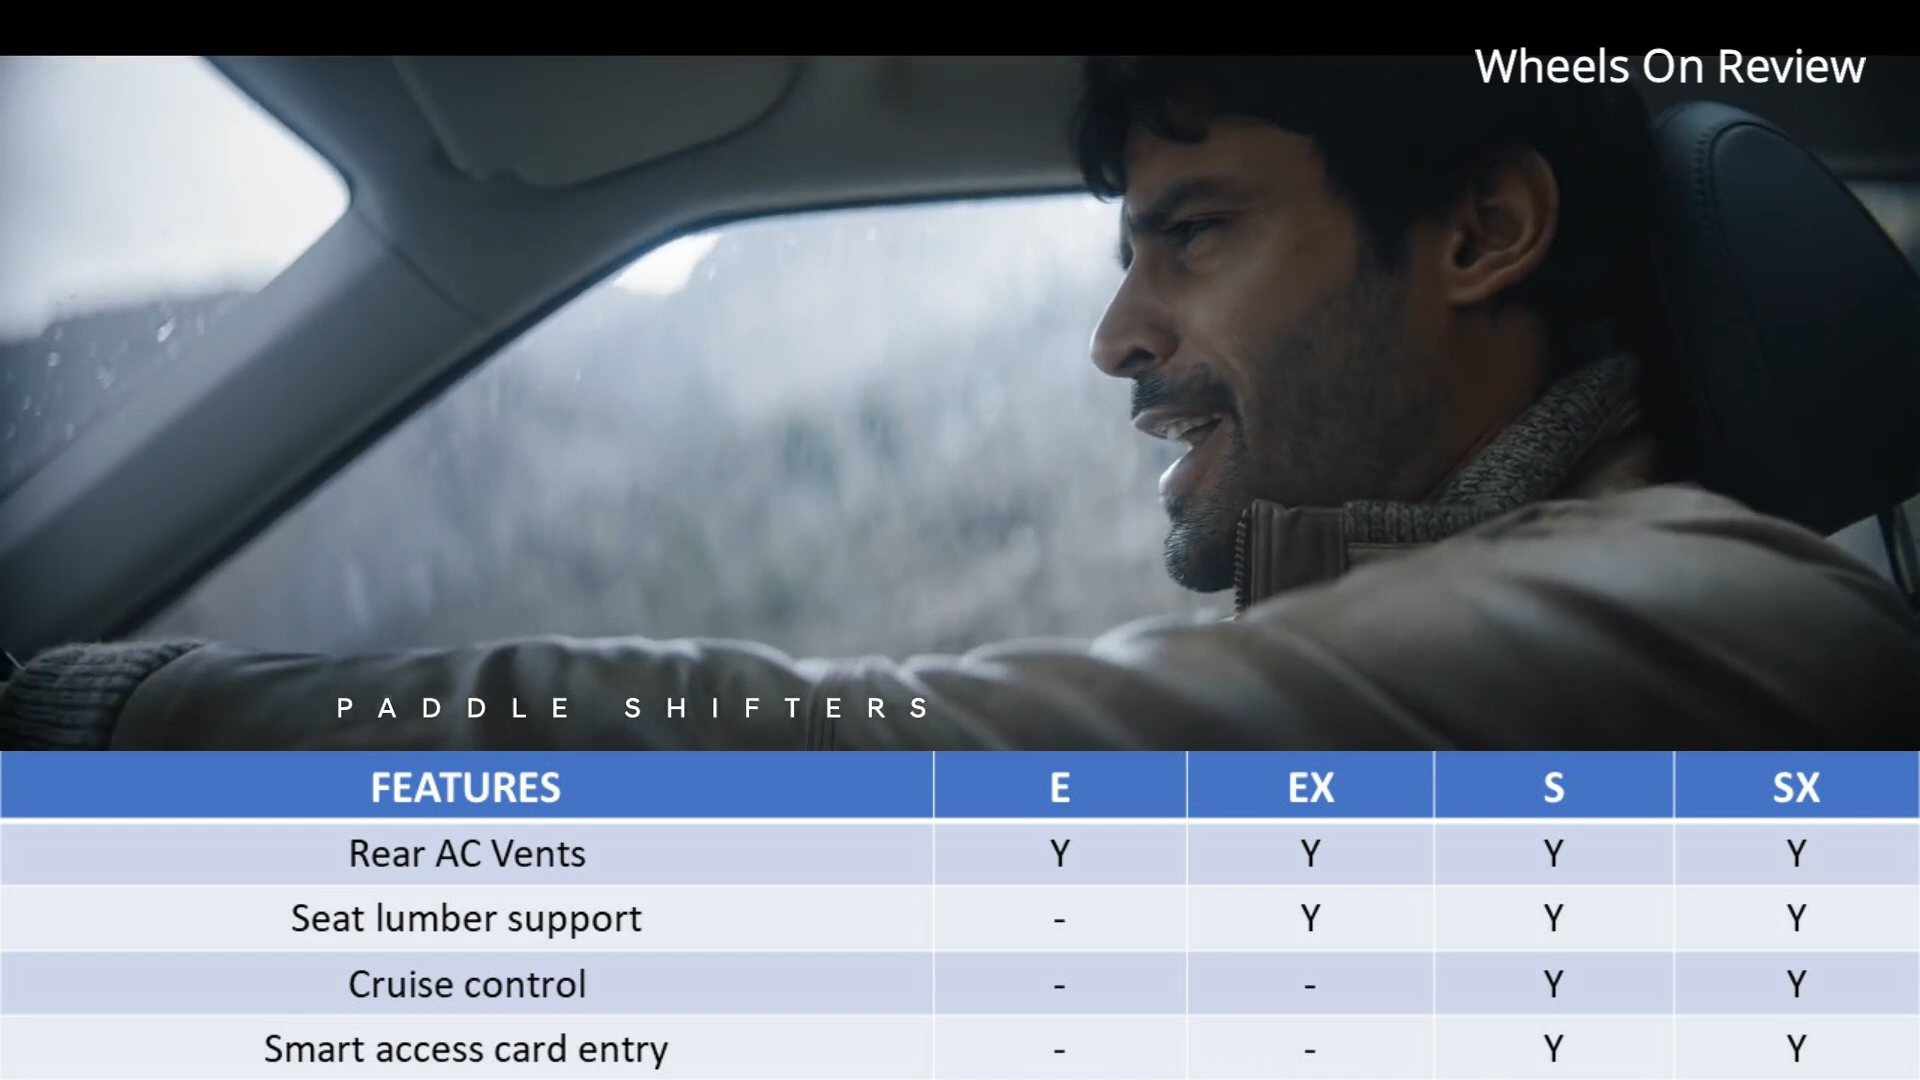 Wheels On Review
PADDLE SHIFTERS
FEATURES E EX S SX
Rear AC Vents Y Y Y Y
Seat lumber support - Y Y Y
Cruise control - - Y Y
Smart access card entry - - Y Y